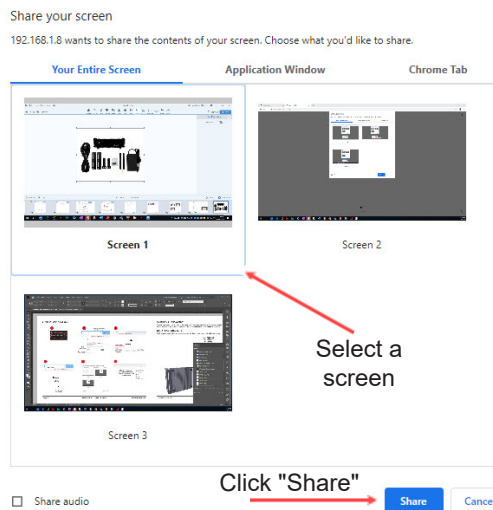 Share your screen
192.168.1.8 wants to share the contents of your screen. Choose what you'd like to share.
Your Entire Screen Application Window Chrome Tab
Screen 1 Screen 2
Select a
screen
Screen 3
Click "Share"
Share audio Share